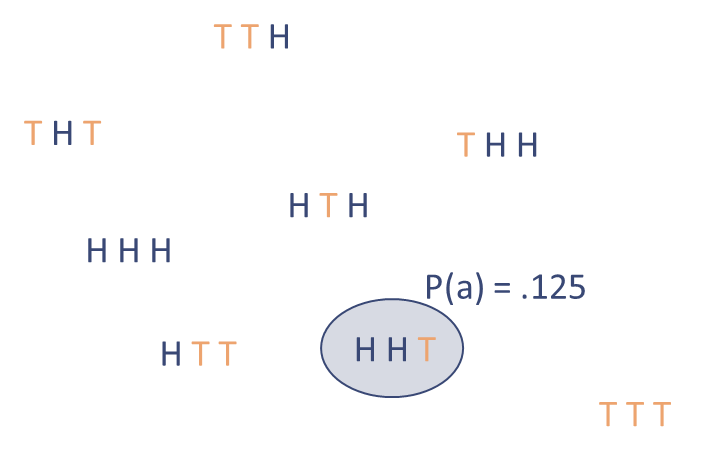 T T H
T H T
T H H
H T H
H H H
P(a) = .125
H T T
H H T
T T T